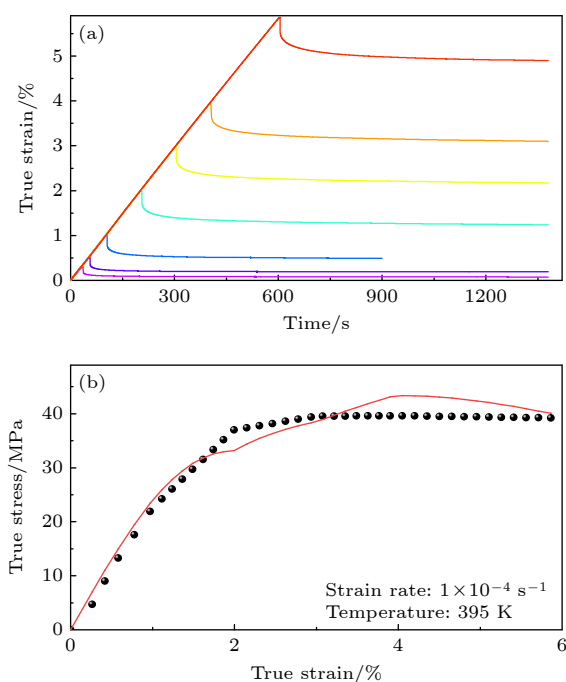 (a)
True strain/%
5
4
3
2
1
0
0 300 600 900 1200
Time/s
(b)
True stress/MPa
40
30
20
10
0
Strain rate: 1×10⁻⁴ s⁻¹
Temperature: 395 K
0 2 4 6
True strain/%